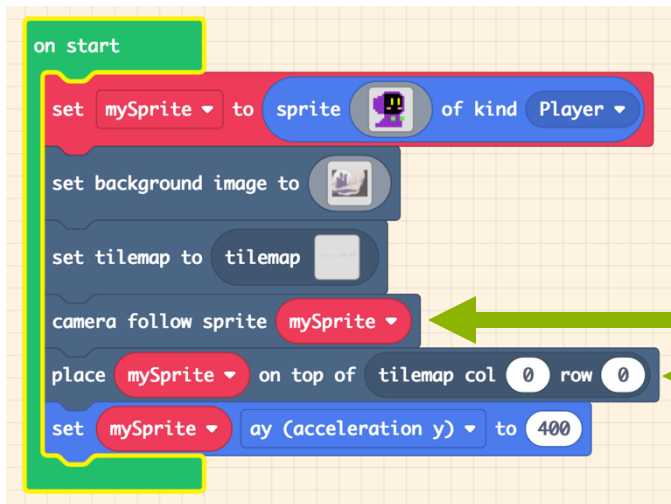 on start
set mySprite to sprite of kind Player
set background image to
set tilemap to tilemap
camera follow sprite mySprite
place mySprite on top of tilemap col 0 row 0
set mySprite ay (acceleration y) to 400